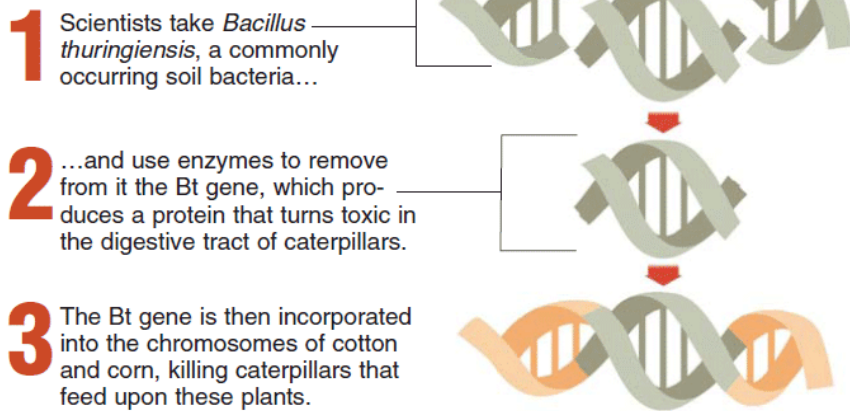 1
Scientists take Bacillus
thuringiensis, a commonly
occurring soil bacteria…
2
…and use enzymes to remove
from it the Bt gene, which pro-
duces a protein that turns toxic in
the digestive tract of caterpillars.
3
The Bt gene is then incorporated
into the chromosomes of cotton
and corn, killing caterpillars that
feed upon these plants.